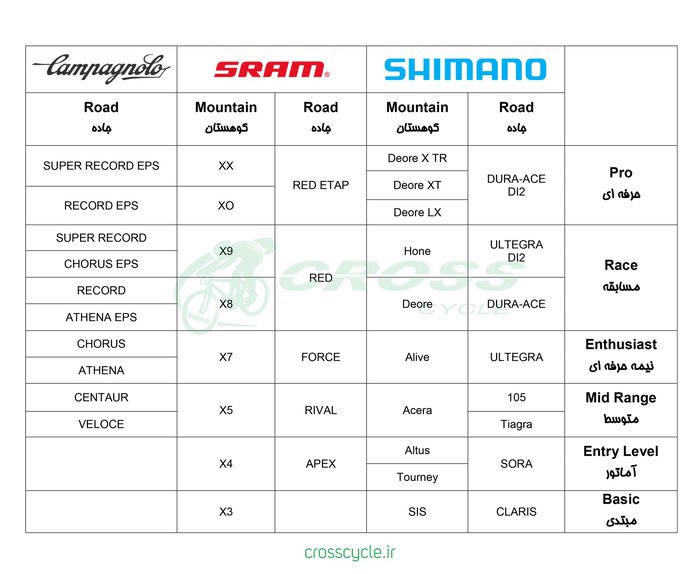 Campagnolo SRAM SHIMANO
Road Mountain Road Mountain Road
جاده کوهستان جاده کوهستان جاده
SUPER RECORD EPS XX RED ETAP Deore X TR DURA-ACE DI2 Pro
حرفه ای
RECORD EPS XO Deore XT
Deore LX
SUPER RECORD X9 RED Hone ULTEGRA DI2 Race
مسابقه
CHORUS EPS
RECORD X8 Deore DURA-ACE
ATHENA EPS
CROSS
CYCLE
CHORUS X7 FORCE Alive ULTEGRA Enthusiast
نیمه حرفه ای
ATHENA
CENTAUR X5 RIVAL Acera 105 Mid Range
متوسط
VELOCE Tiagra
X4 APEX Altus SORA Entry Level
آماتور
Tourney
X3 SIS CLARIS Basic
مبتدی
crosscycle.ir